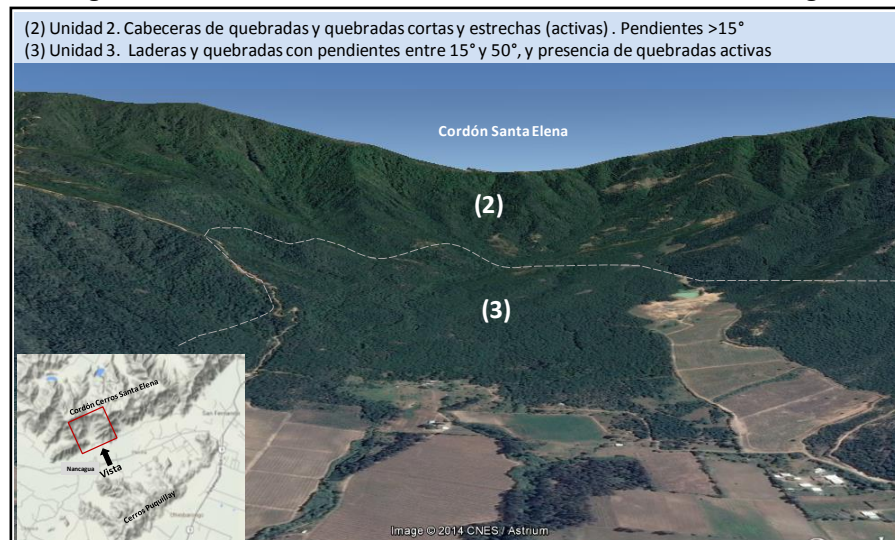 (2) Unidad 2. Cabeceras de quebradas y quebradas cortas y estrechas (activas) . Pendientes >15°
(3) Unidad 3. Laderas y quebradas con pendientes entre 15° y 50°, y presencia de quebradas activas
Cordón Santa Elena
(2)
(3)
Cordón Cerros Santa Elena
San Fernando
Nancagua
Vista
Cerros Puquillay
Image © 2014 CNES / Astrium